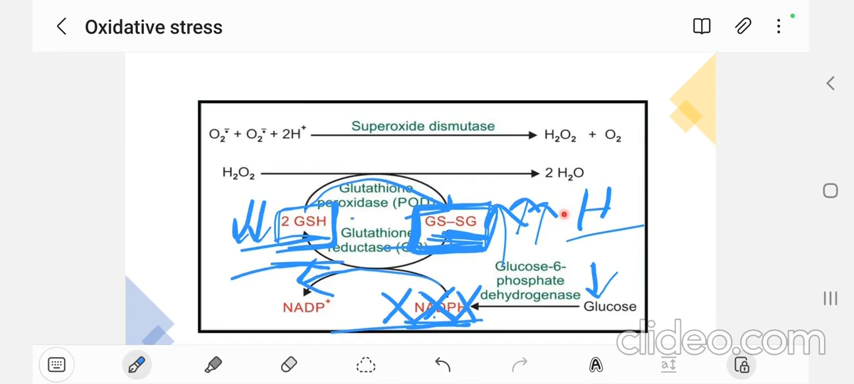 Oxidative stress
O₂⁻ + O₂⁻ + 2H⁺ Superoxide dismutase H₂O₂ + O₂
H₂O₂ 2 H₂O
Glutathione
peroxidase (POD)
2 GSH GS–SG H
Glutathione
reductase
Glucose-6-
phosphate
dehydrogenase
NADP⁺ NADPH Glucose
clideo.com